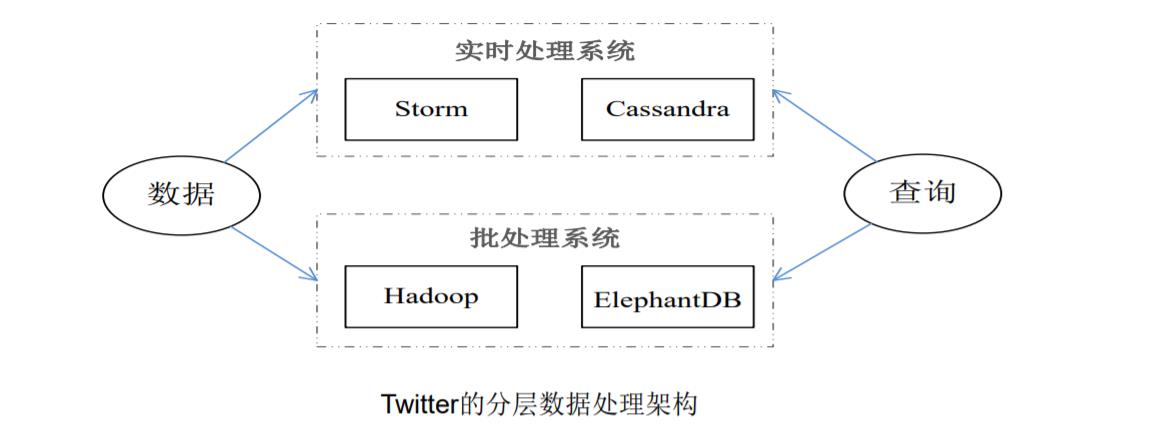 实时处理系统
Storm
Cassandra
数据
查询
批处理系统
Hadoop
ElephantDB
Twitter的分层数据处理架构